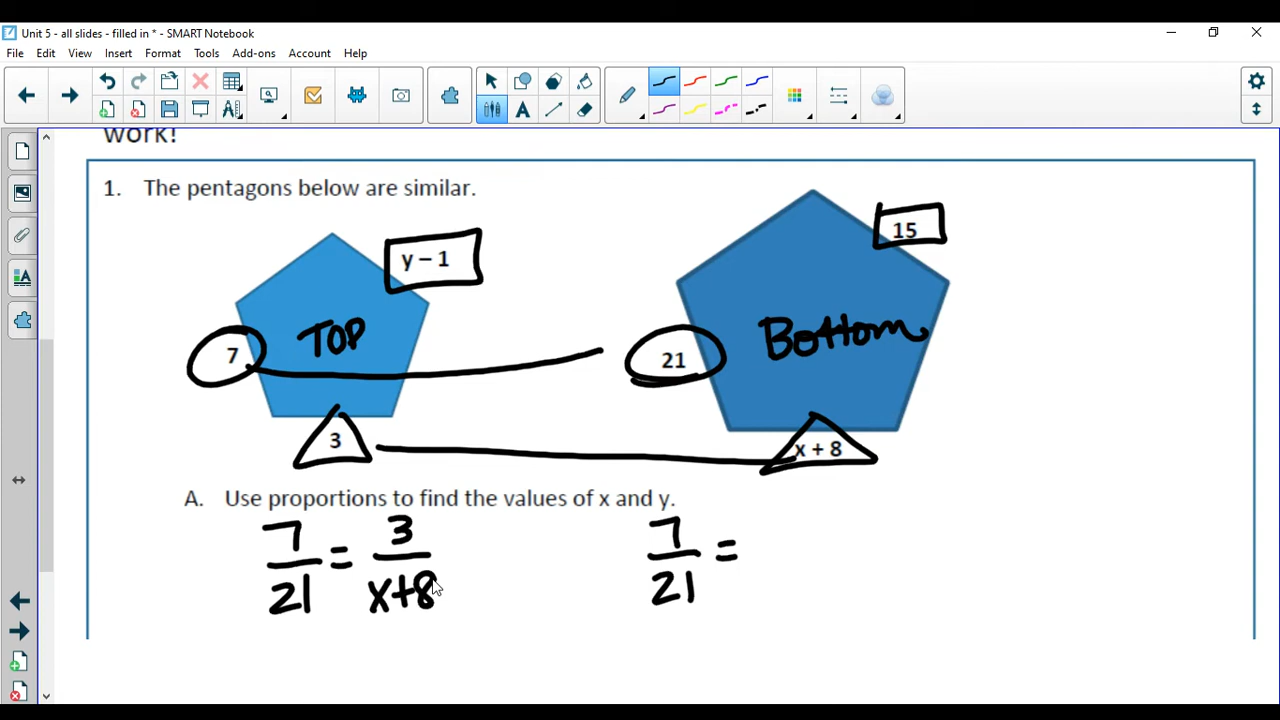 Unit 5 - all slides - filled in * - SMART Notebook
File Edit View Insert Format Tools Add-ons Account Help
work!
1. The pentagons below are similar.
y – 1
15
TOP
Bottom
7
21
3
x + 8
A. Use proportions to find the values of x and y.
7/21 = 3/x+8
7/21 =